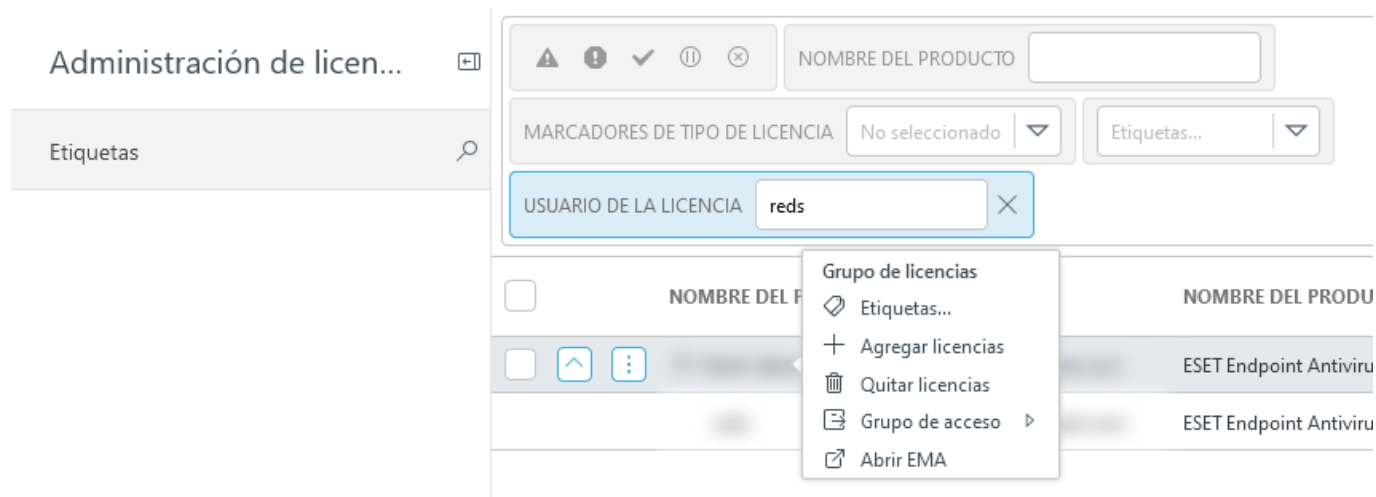 Administración de licen...
Etiquetas
NOMBRE DEL PRODUCTO
MARCADORES DE TIPO DE LICENCIA No seleccionado Etiquetas...
USUARIO DE LA LICENCIA reds
Grupo de licencias
Etiquetas...
Agregar licencias
Quitar licencias
Grupo de acceso
Abrir EMA
NOMBRE DEL P NOMBRE DEL PRODU
ESET Endpoint Antiviru
ESET Endpoint Antiviru